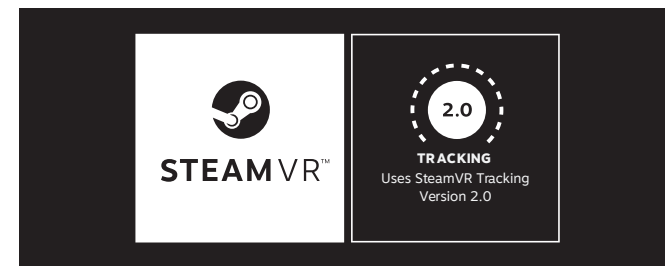 STEAMVR™
2.0
TRACKING
Uses SteamVR Tracking
Version 2.0